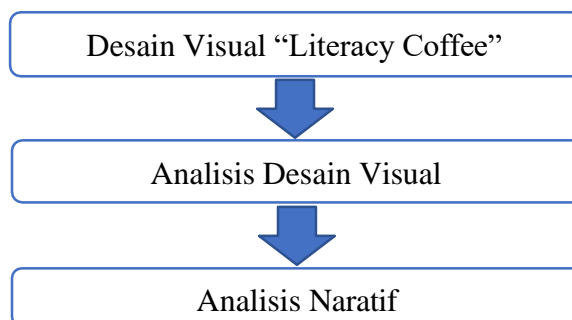 Desain Visual “Literacy Coffee”
Analisis Desain Visual
Analisis Naratif